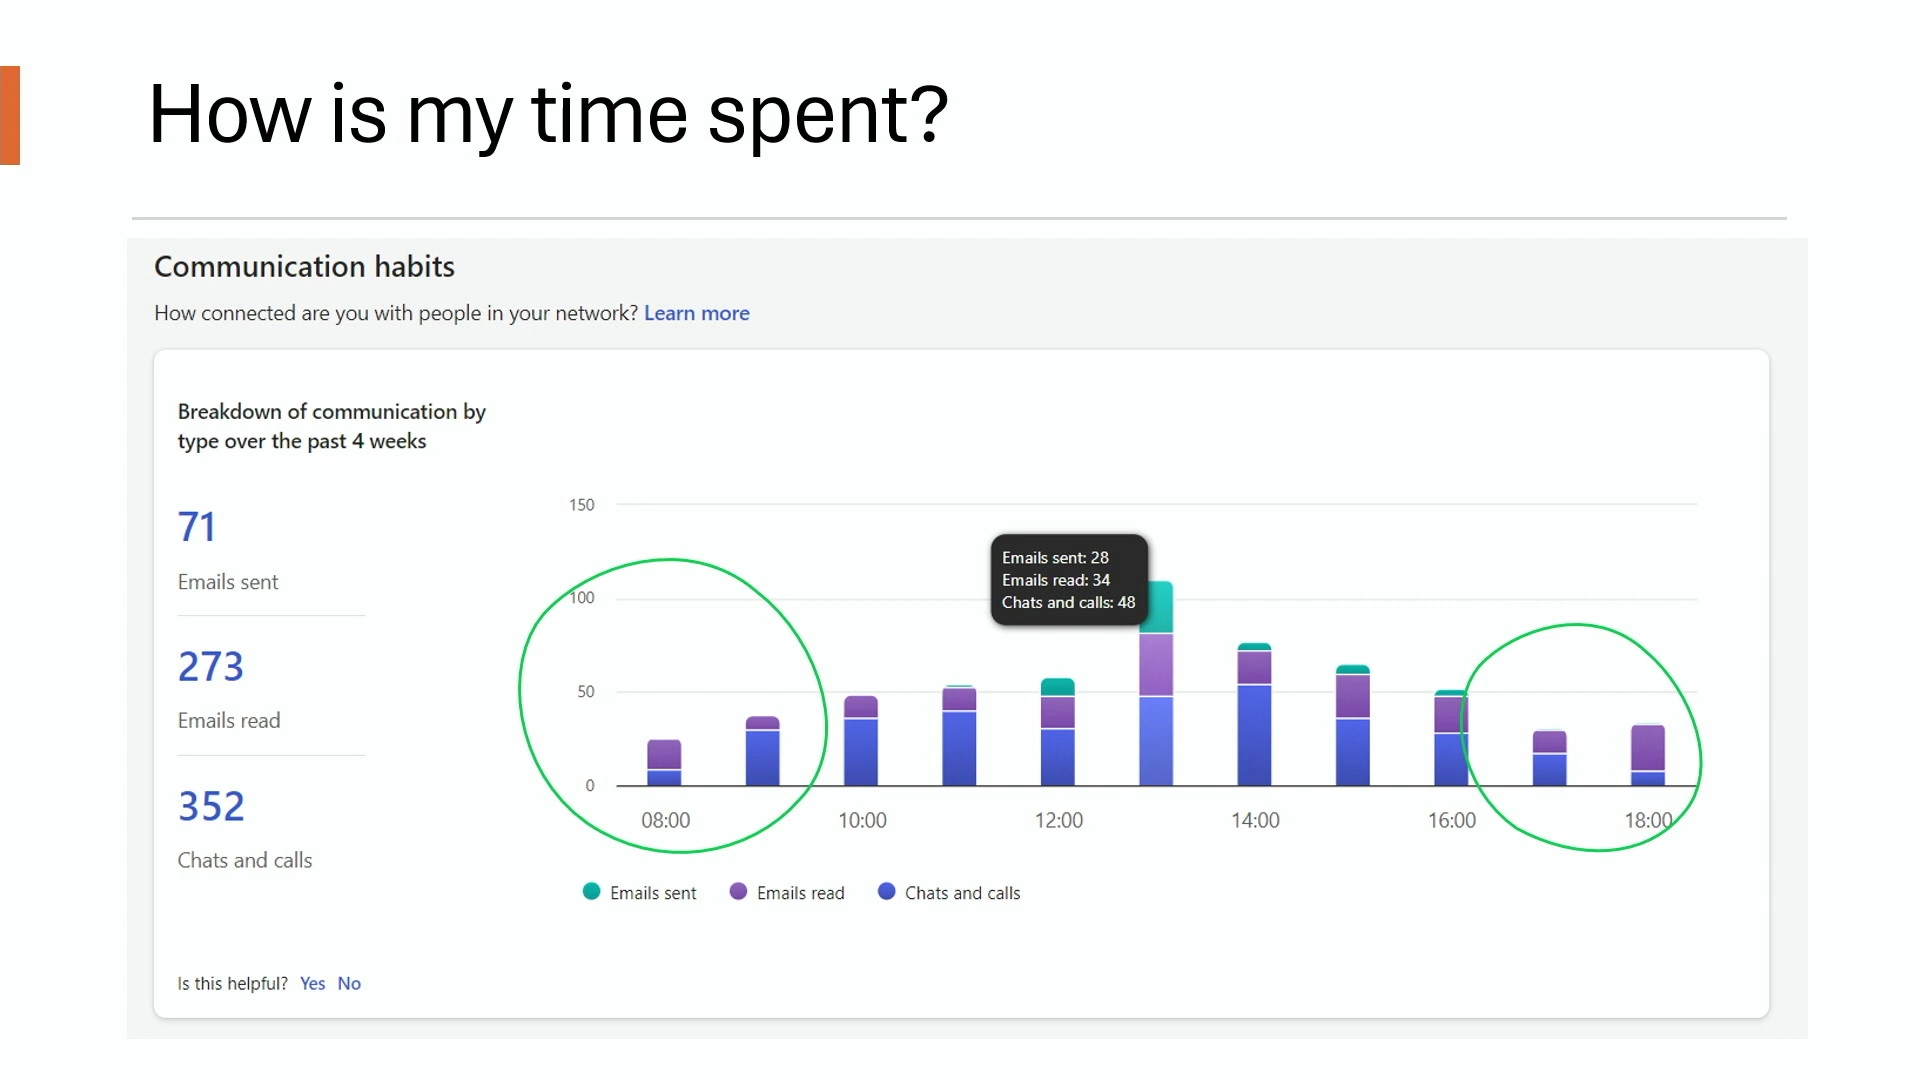 How is my time spent?
Communication habits
How connected are you with people in your network? Learn more
Breakdown of communication by
type over the past 4 weeks
71
Emails sent
273
Emails read
352
Chats and calls
150
100
50
0
Emails sent: 28
Emails read: 34
Chats and calls: 48
08:00 10:00 12:00 14:00 16:00 18:00
Emails sent Emails read Chats and calls
Is this helpful? Yes No